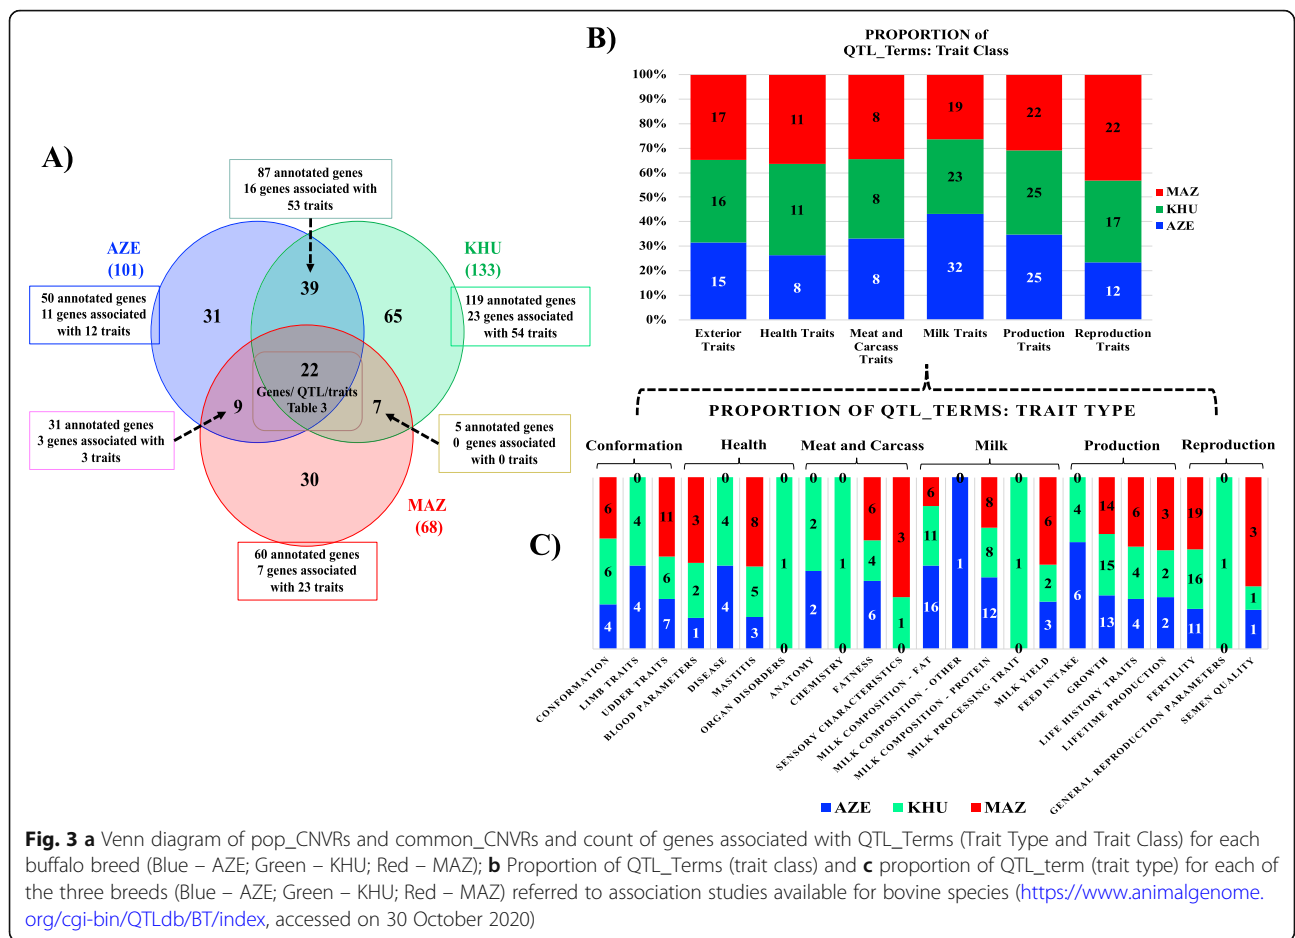 A)
87 annotated genes
16 genes associated with
53 traits
AZE
(101)
KHU
(133)
50 annotated genes
11 genes associated
with 12 traits
119 annotated genes
23 genes associated
with 54 traits
31
39
65
22
Genes/ QTL/traits
Table 3
9
7
31 annotated genes
3 genes associated with
3 traits
5 annotated genes
0 genes associated
with 0 traits
30
MAZ
(68)
60 annotated genes
7 genes associated
with 23 traits
B)
PROPORTION of
QTL_Terms: Trait Class
100%
90%
80%
70%
60%
50%
40%
30%
20%
10%
0%
17 11 8 19 22 22
16 11 8 23 25 17
15 8 8 32 25 12
MAZ
KHU
AZE
Exterior Traits
Health Traits
Meat and Carcass Traits
Milk Traits
Production Traits
Reproduction Traits
PROPORTION OF QTL_TERMS: TRAIT TYPE
Conformation Health Meat and Carcass Milk Production Reproduction
C)
6 0 11 3 0 8 0 0 0 6 3 6 0 8 0 6 0 14 6 3 19 0 3
6 4 6 2 4 5 1 2 1 4 1 11 8 1 2 4 15 4 2 16 1 1
4 4 7 1 4 3 0 2 0 6 0 16 1 12 0 3 6 13 4 2 11 0 1
CONFORMATION
LIMB TRAITS
UDDER TRAITS
BLOOD PARAMETERS
DISEASE
MASTITIS
ORGAN DISORDERS
ANATOMY
CHEMISTRY
FATNESS
SENSORY CHARACTERISTICS
MILK COMPOSITION - FAT
MILK COMPOSITION - OTHER
MILK COMPOSITION - PROTEIN
MILK PROCESSING TRAIT
MILK YIELD
FEED INTAKE
GROWTH
LIFE HISTORY TRAITS
LIFETIME PRODUCTION
FERTILITY
GENERAL REPRODUCTION PARAMETERS
SEMEN QUALITY
AZE KHU MAZ
Fig. 3 a Venn diagram of pop_CNVRs and common_CNVRs and count of genes associated with QTL_Terms (Trait Type and Trait Class) for each
buffalo breed (Blue – AZE; Green – KHU; Red – MAZ); b Proportion of QTL_Terms (trait class) and c proportion of QTL_term (trait type) for each of
the three breeds (Blue – AZE; Green – KHU; Red – MAZ) referred to association studies available for bovine species (https://www.animalgenome.
org/cgi-bin/QTLdb/BT/index, accessed on 30 October 2020)